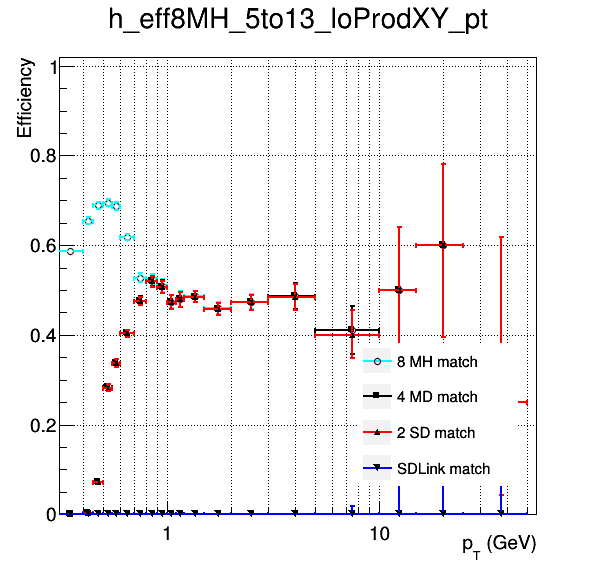 h_eff8MH_5to13_loProdXY_pt
Efficiency
1
0.8
0.6
0.4
0.2
0
8 MH match
4 MD match
2 SD match
SDLink match
1
10
p_T (GeV)